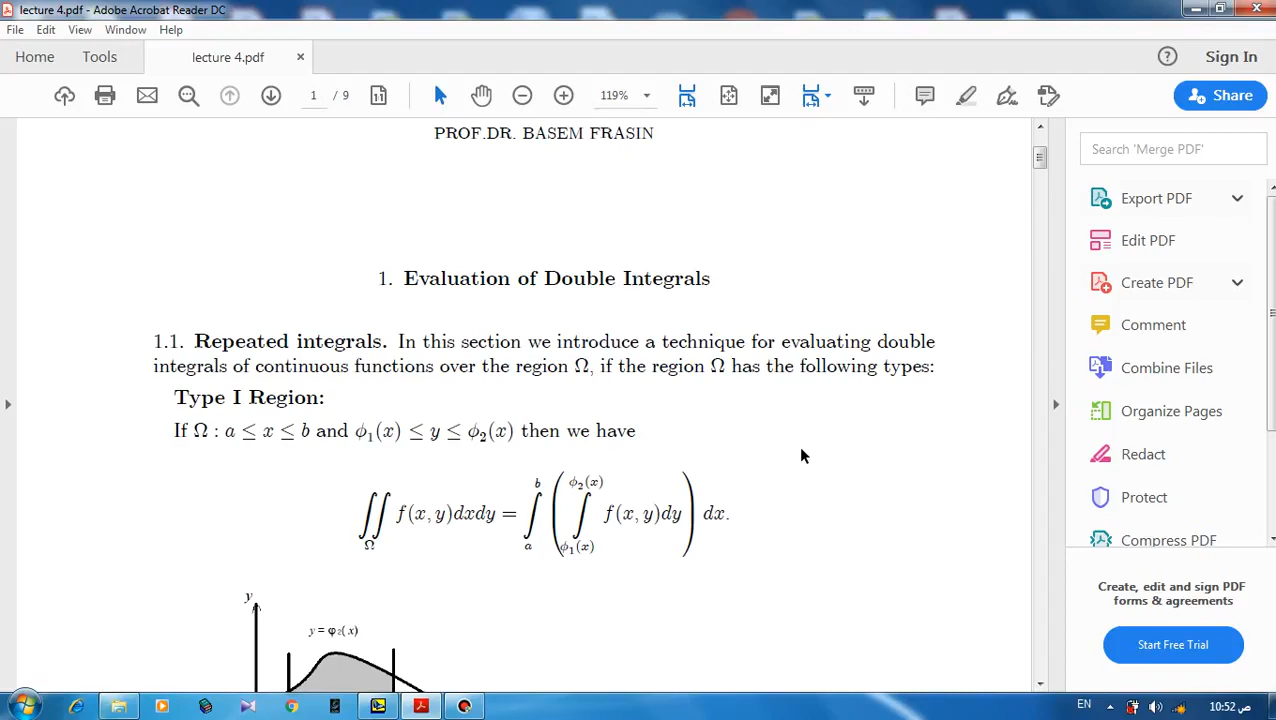 lecture 4.pdf - Adobe Acrobat Reader DC
File Edit View Window Help
Home Tools lecture 4.pdf ×
? Sign In
1 / 9 119% Share
PROF.DR. BASEM FRASIN
1. Evaluation of Double Integrals
1.1. Repeated integrals. In this section we introduce a technique for evaluating double
integrals of continuous functions over the region Ω, if the region Ω has the following types:
Type I Region:
If Ω : a ≤ x ≤ b and ϕ₁(x) ≤ y ≤ ϕ₂(x) then we have
∬_Ω f(x, y)dxdy = ∫_a^b ( ∫_{ϕ₁(x)}^{ϕ₂(x)} f(x, y)dy ) dx.
y
y = φ₂(x)
Search 'Merge PDF'
Export PDF
Edit PDF
Create PDF
Comment
Combine Files
Organize Pages
Redact
Protect
Compress PDF
Create, edit and sign PDF
forms & agreements
Start Free Trial
EN 10:52 ص